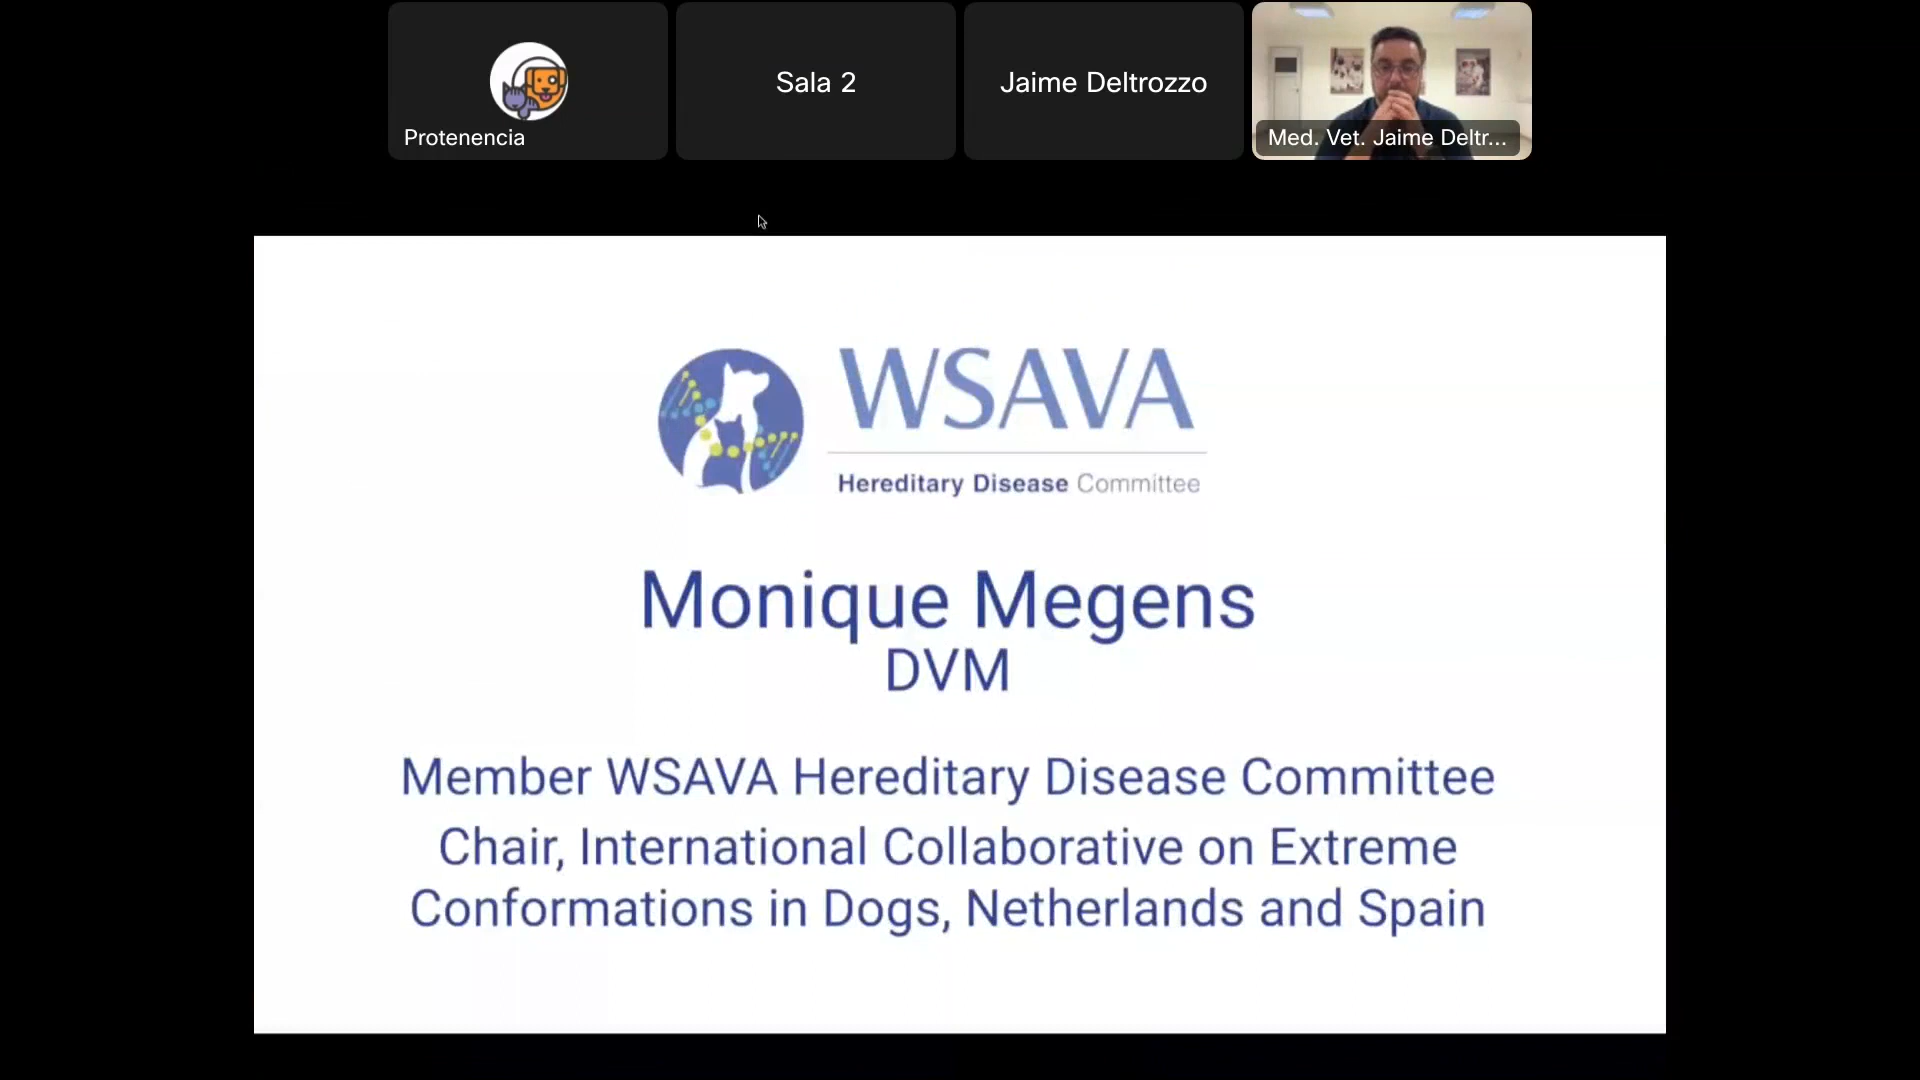 Protenencia
Sala 2
Jaime Deltrozzo
Med. Vet. Jaime Deltr...
WSAVA
Hereditary Disease Committee
Monique Megens
DVM
Member WSAVA Hereditary Disease Committee
Chair, International Collaborative on Extreme
Conformations in Dogs, Netherlands and Spain